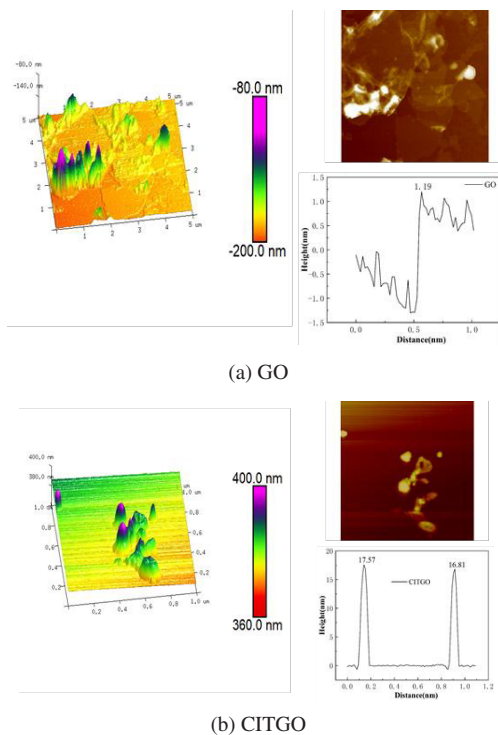 -80.0 nm
-140.0 nm
5 um
4
3
2
1
1
2
3
4
5 um
5 um
4
3
2
1
-80.0 nm
-200.0 nm
1.19
GO
Height(nm)
1.5
1.0
0.5
0.0
-0.5
-1.0
-1.5
0.0 0.5 1.0
Distance(nm)
(a) GO
400.0 nm
380.0 nm
1.0 um
0.8
0.6
0.4
0.2
0.2
0.4
0.6
0.8
1.0 um
um
1.0 um
0.8
0.6
0.4
0.2
400.0 nm
360.0 nm
17.57
16.81
CITGO
Height(nm)
20
15
10
5
0
0.0 0.2 0.4 0.6 0.8 1.0 1.2
Distance(nm)
(b) CITGO